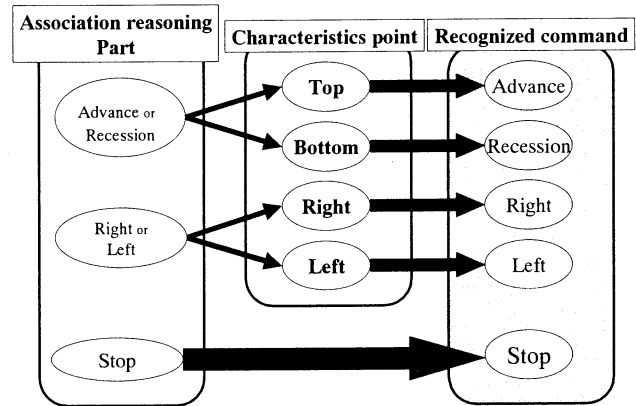 Association reasoning
Part
Characteristics point
Recognized command
Advance or
Recession
Top
Advance
Bottom
Recession
Right or
Left
Right
Right
Left
Left
Stop
Stop